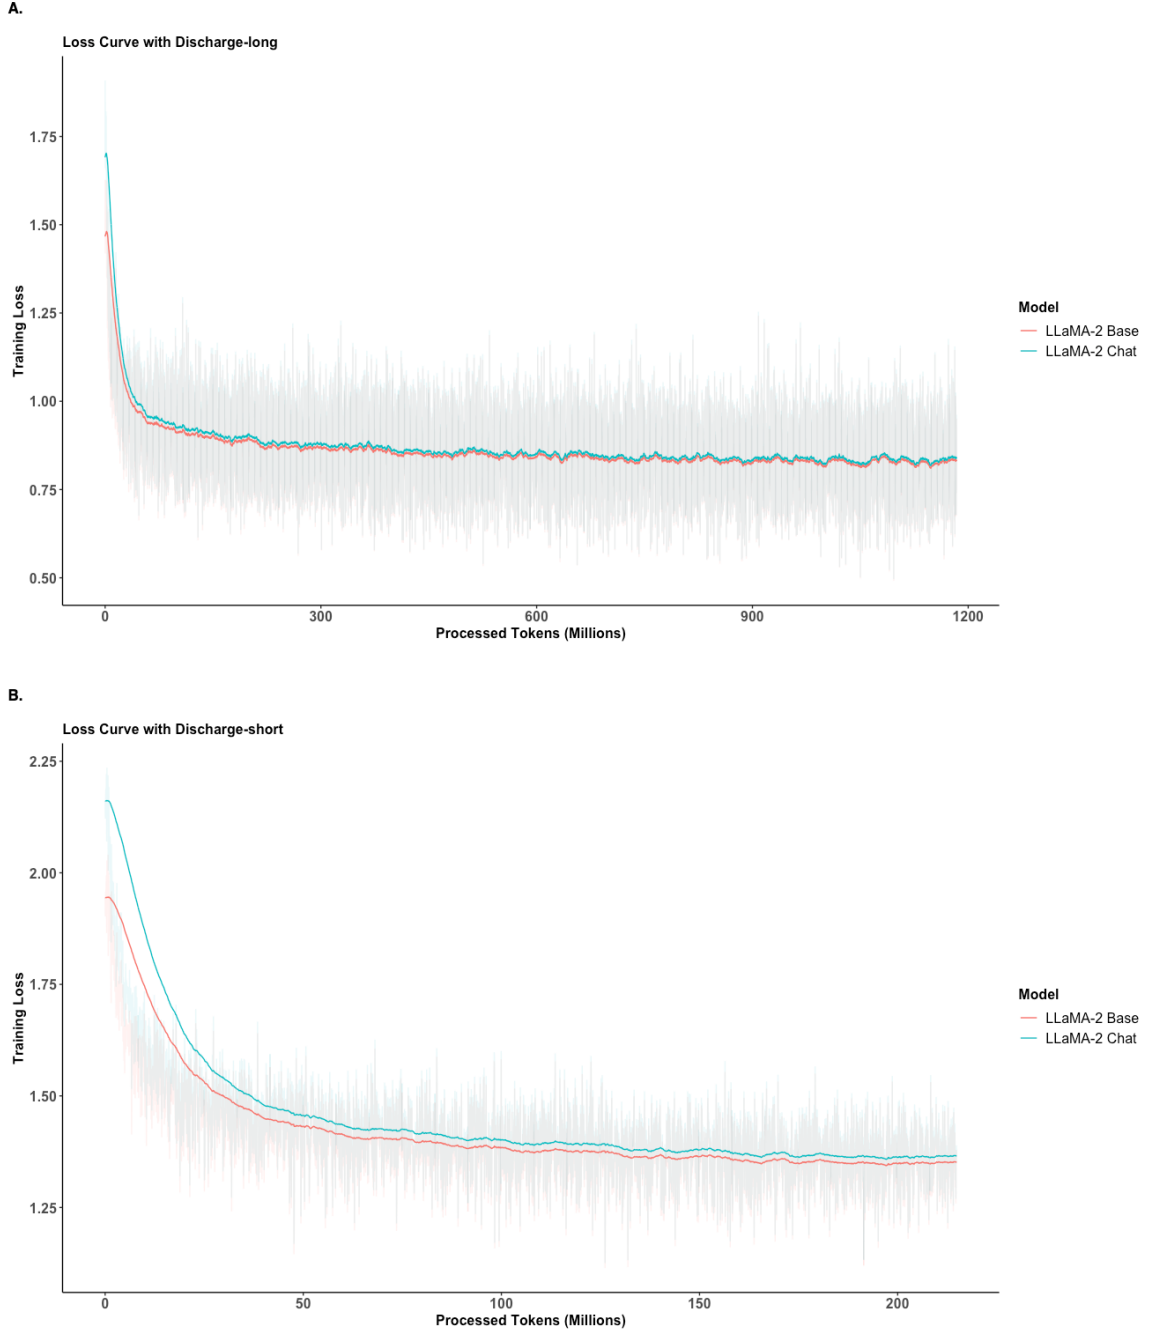 A.
Loss Curve with Discharge-long
1.75
1.50
1.25
1.00
0.75
0.50
Training Loss
0
300
600
900
1200
Processed Tokens (Millions)
Model
LLaMA-2 Base
LLaMA-2 Chat
B.
Loss Curve with Discharge-short
2.25
2.00
1.75
1.50
1.25
Training Loss
0
50
100
150
200
Processed Tokens (Millions)
Model
LLaMA-2 Base
LLaMA-2 Chat